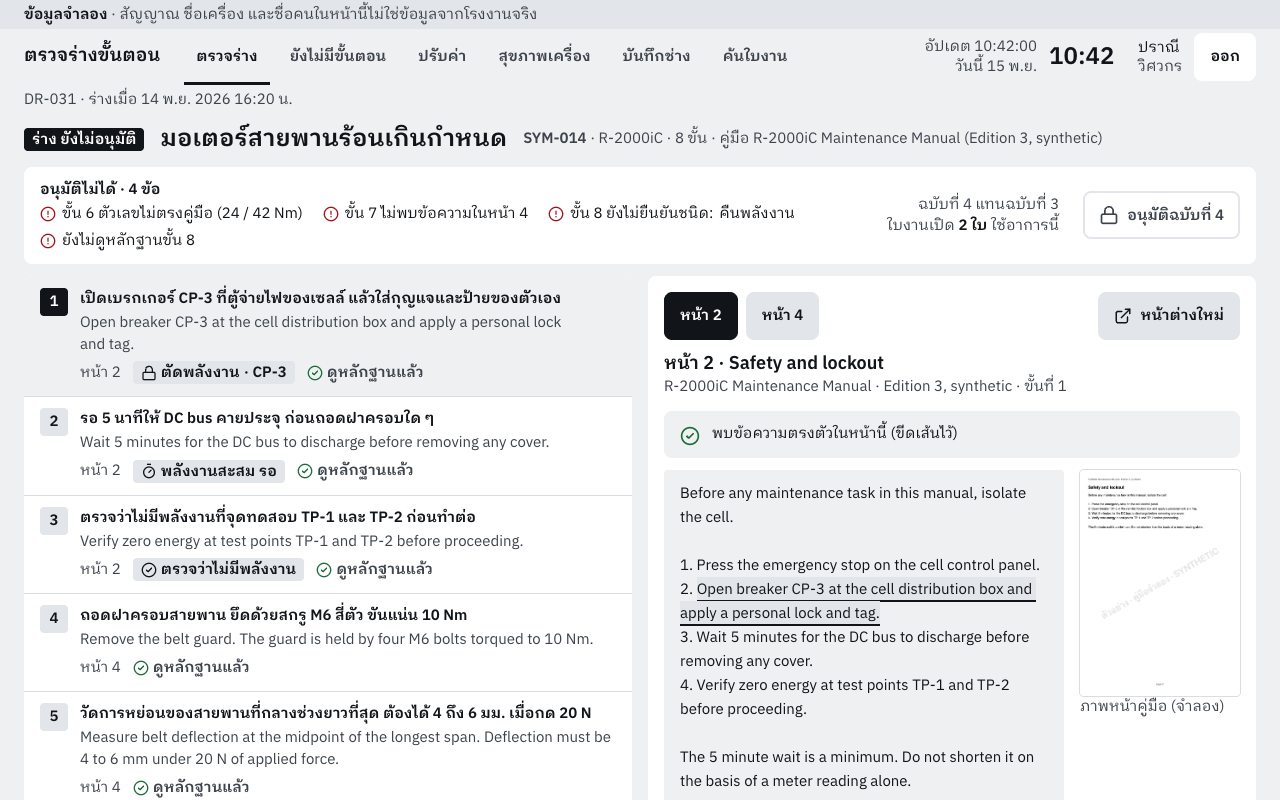 ข้อมูลจำลอง · สัญญาณ ชื่อเครื่อง และชื่อคนในหน้านี้ไม่ใช่ข้อมูลจากโรงงานจริง
ตรวจร่างขั้นตอน ตรวจร่าง ยังไม่มีขั้นตอน ปรับค่า สุขภาพเครื่อง บันทึกช่าง ค้นใบงาน
อัปเดต 10:42:00
วันนี้ 15 พ.ย.
10:42
ปราณี
วิศวกร
ออก
DR-031 · ร่างเมื่อ 14 พ.ย. 2026 16:20 น.
ร่าง ยังไม่อนุมัติ มอเตอร์สายพานร้อนเกินกำหนด SYM-014 · R-2000iC · 8 ขั้น · คู่มือ R-2000iC Maintenance Manual (Edition 3, synthetic)
อนุมัติไม่ได้ · 4 ข้อ
ขั้น 6 ตัวเลขไม่ตรงคู่มือ (24 / 42 Nm) ขั้น 7 ไม่พบข้อความในหน้า 4 ขั้น 8 ยังไม่ยืนยันชนิด: คืนพลังงาน
ยังไม่ดูหลักฐานขั้น 8
ฉบับที่ 4 แทนฉบับที่ 3
ใบงานเปิด 2 ใบ ใช้อาการนี้
อนุมัติฉบับที่ 4
1 เปิดเบรกเกอร์ CP-3 ที่ตู้จ่ายไฟของเซลล์ แล้วใส่กุญแจและป้ายของตัวเอง
Open breaker CP-3 at the cell distribution box and apply a personal lock
and tag.
หน้า 2 ตัดพลังงาน · CP-3 ดูหลักฐานแล้ว
2 รอ 5 นาทีให้ DC bus คายประจุ ก่อนถอดฝาครอบใด ๆ
Wait 5 minutes for the DC bus to discharge before removing any cover.
หน้า 2 พลังงานสะสม รอ ดูหลักฐานแล้ว
3 ตรวจว่าไม่มีพลังงานที่จุดทดสอบ TP-1 และ TP-2 ก่อนทำต่อ
Verify zero energy at test points TP-1 and TP-2 before proceeding.
หน้า 2 ตรวจว่าไม่มีพลังงาน ดูหลักฐานแล้ว
4 ถอดฝาครอบสายพาน ยึดด้วยสกรู M6 สี่ตัว ขันแน่น 10 Nm
Remove the belt guard. The guard is held by four M6 bolts torqued to 10 Nm.
หน้า 4 ดูหลักฐานแล้ว
5 วัดการหย่อนของสายพานที่กลางช่วงยาวที่สุด ต้องได้ 4 ถึง 6 มม. เมื่อกด 20 N
Measure belt deflection at the midpoint of the longest span. Deflection must be
4 to 6 mm under 20 N of applied force.
หน้า 4 ดูหลักฐานแล้ว
หน้า 2 หน้า 4 หน้าต่างใหม่
หน้า 2 · Safety and lockout
R-2000iC Maintenance Manual · Edition 3, synthetic · ขั้นที่ 1
พบข้อความตรงตัวในหน้านี้ (ขีดเส้นไว้)
Before any maintenance task in this manual, isolate
the cell.
1. Press the emergency stop on the cell control panel.
2. Open breaker CP-3 at the cell distribution box and
apply a personal lock and tag.
3. Wait 5 minutes for the DC bus to discharge before
removing any cover.
4. Verify zero energy at test points TP-1 and TP-2
before proceeding.
The 5 minute wait is a minimum. Do not shorten it on
the basis of a meter reading alone.
Safety and lockout
ตัวอย่าง · คู่มือจำลอง · SYNTHETIC
ภาพหน้าคู่มือ (จำลอง)